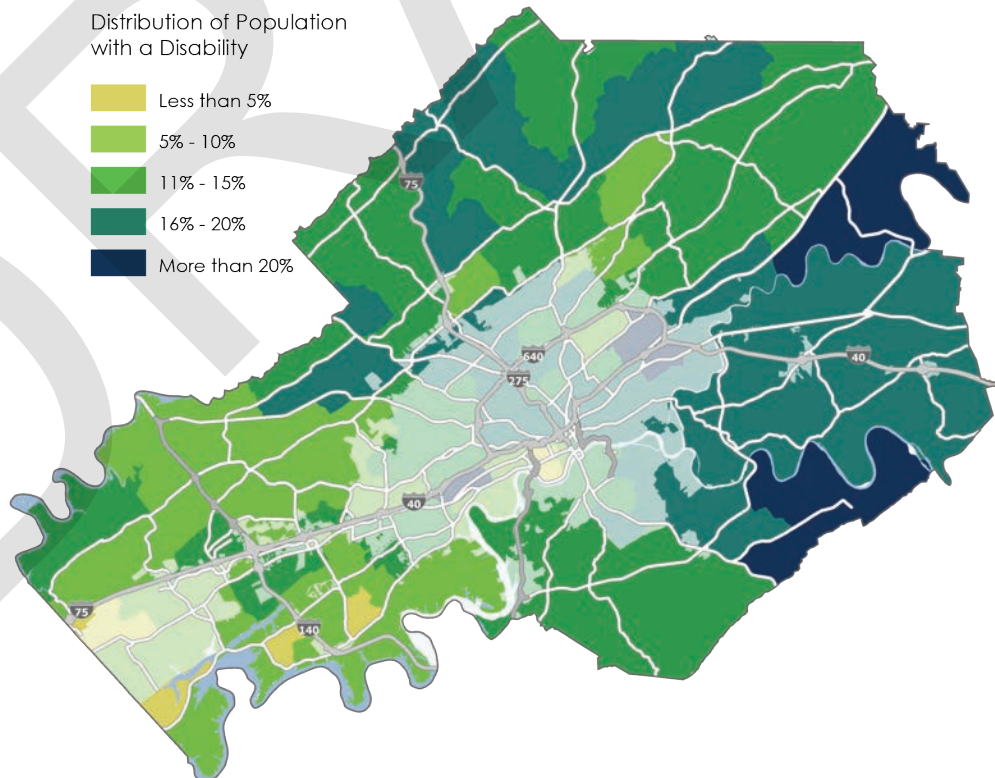 Distribution of Population
with a Disability
Less than 5%
5% - 10%
11% - 15%
16% - 20%
More than 20%
75
640
275
40
40
75
140